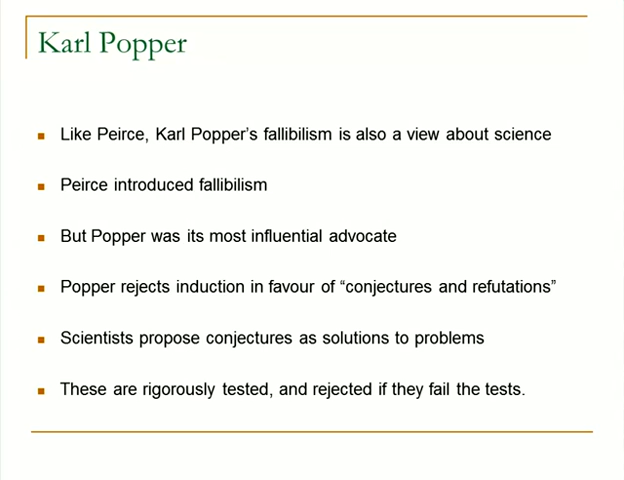 Karl Popper
Like Peirce, Karl Popper's fallibilism is also a view about science
Peirce introduced fallibilism
But Popper was its most influential advocate
Popper rejects induction in favour of “conjectures and refutations”
Scientists propose conjectures as solutions to problems
These are rigorously tested, and rejected if they fail the tests.